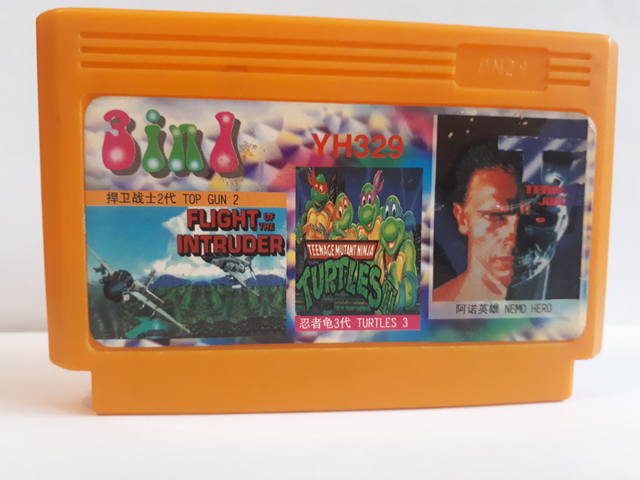 3in1
YH329
捍卫战士2代 TOP GUN 2
FLIGHT OF THE
INTRUDER
TEENAGE MUTANT NINJA
TURTLES
忍者龟3代 TURTLES 3
阿诺英雄 NEMO HERO